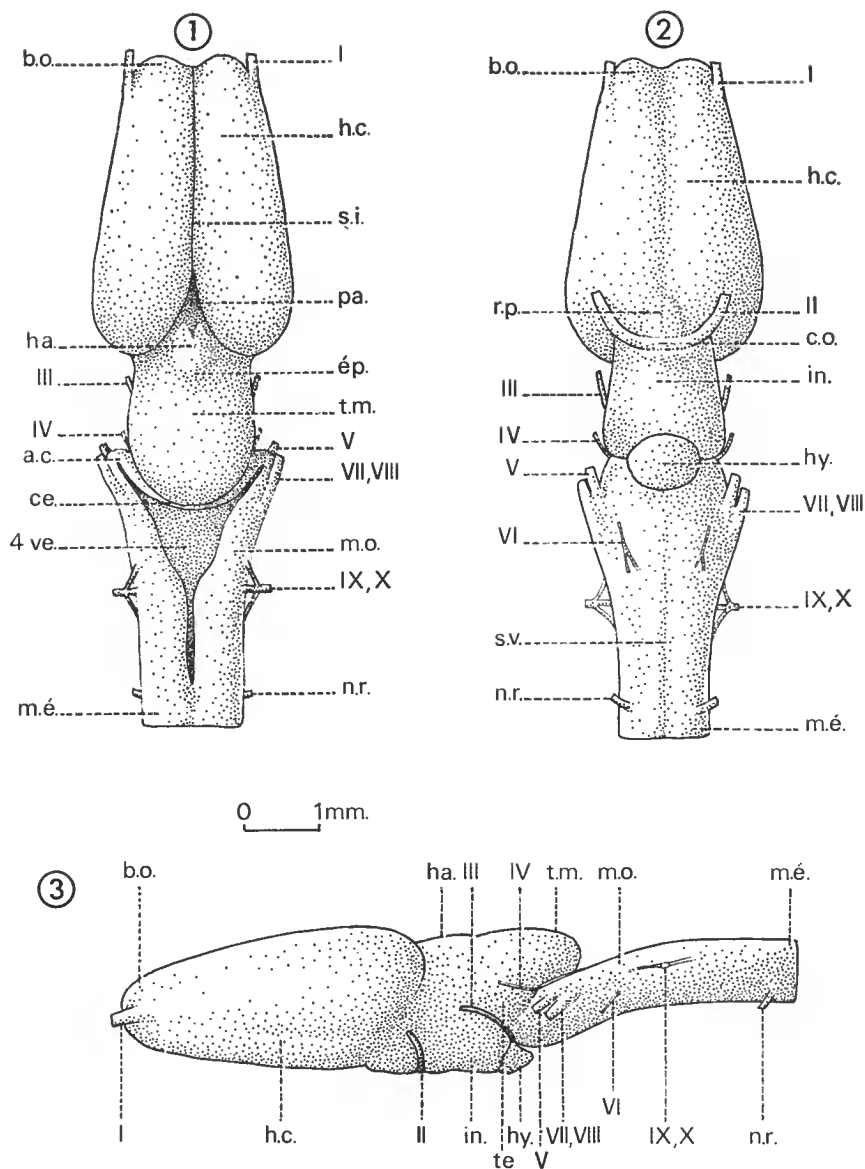 1
b.o.
I
h.c.
s.i.
pa.
ha.
ép.
III
t.m.
IV
V
a.c.
VII,VIII
ce.
4 ve.
m.o.
IX,X
n.r.
m.é.
2
b.o.
I
h.c.
r.p.
II
c.o.
in.
III
IV
hy.
V
VII,VIII
VI
IX,X
s.v.
n.r.
m.é.
0 1mm.
3
b.o. ha. III IV t.m. m.o. m.é.
I h.c. II in. hy. VII,VIII VI IX,X n.r.
te V